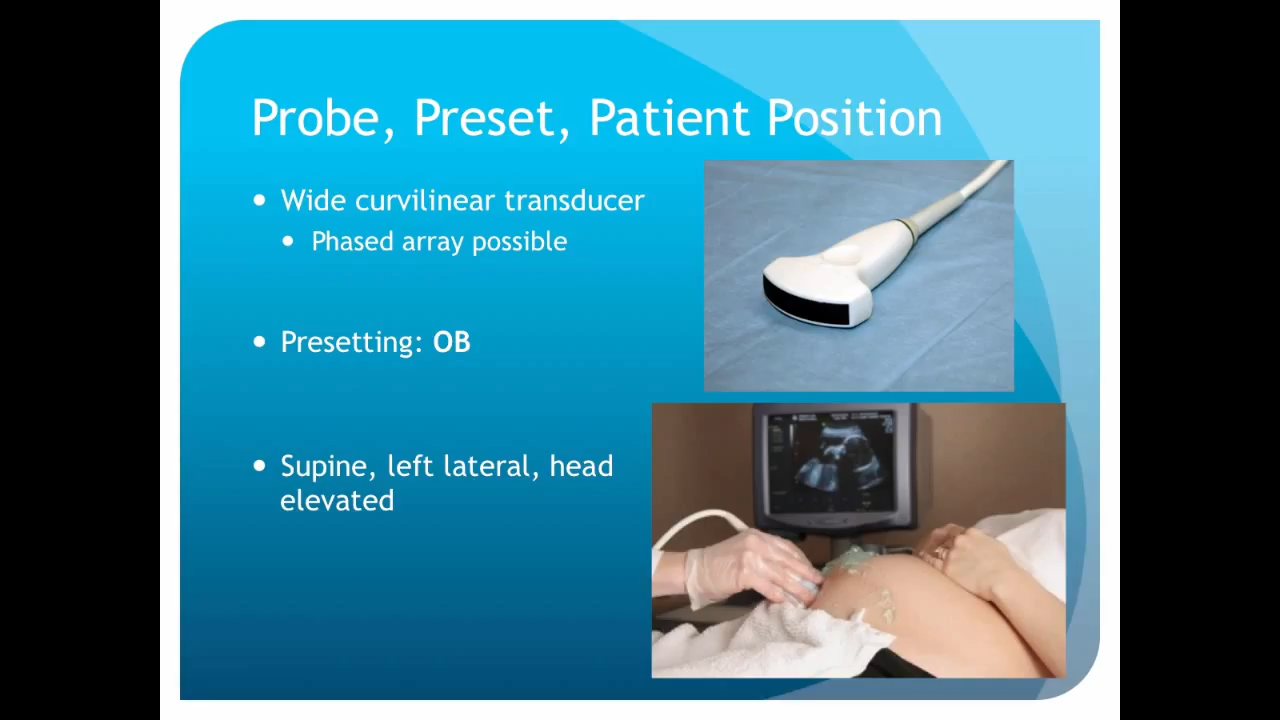 Probe, Preset, Patient Position
• Wide curvilinear transducer
• Phased array possible
• Presetting: OB
• Supine, left lateral, head
elevated